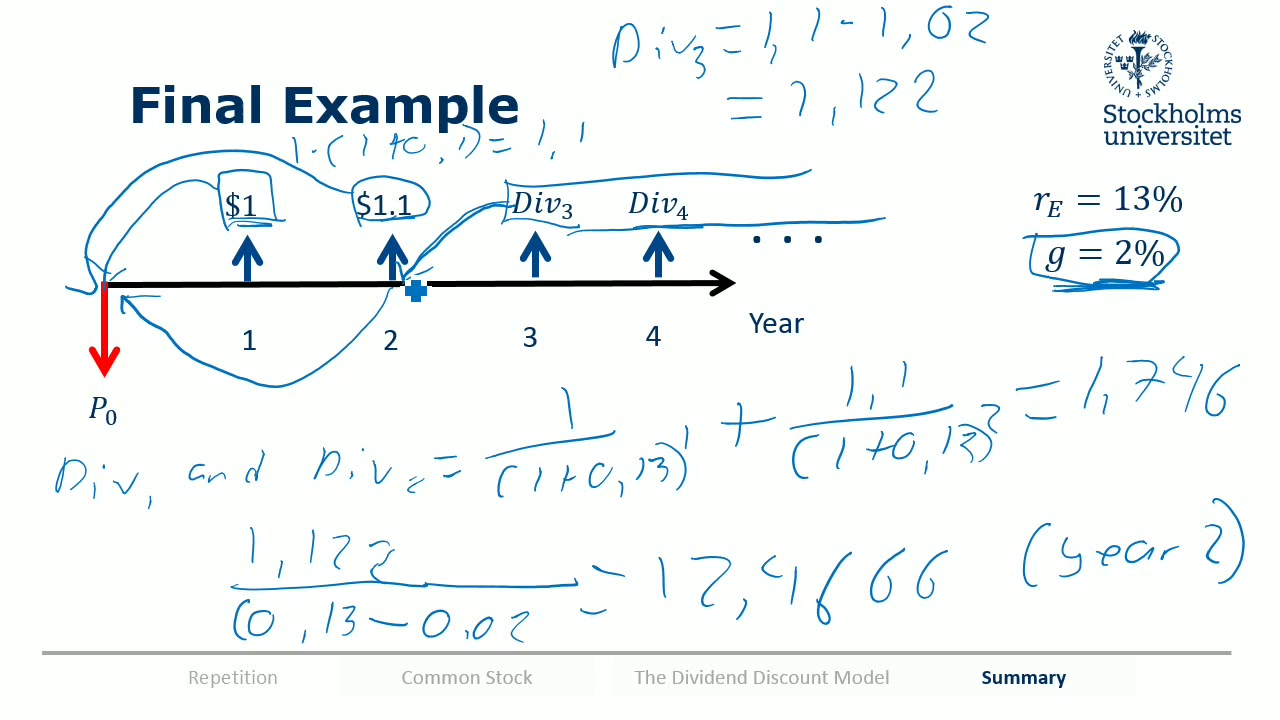 Div₃ = 1,1 · 1,02
= 1,122
STOCKHOLMS UNIVERSITET
Stockholms
universitet
Final Example
1 · (1+0,1) = 1,1
$1 $1.1 Div₃ Div₄ . . .
r_E = 13%
g = 2%
1 2 3 4 Year
P₀
Div₁ and Div₂ = 1/(1+0,13)¹ + 1,1/(1+0,13)² = 1,746
1,122/(0,13 – 0.02 = 12,4666 (year 2)
Repetition Common Stock The Dividend Discount Model Summary